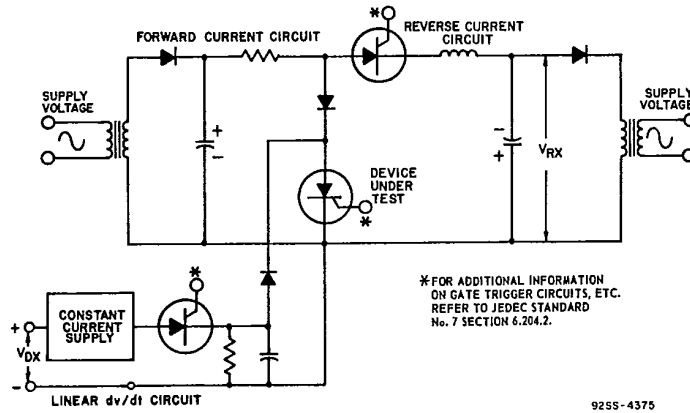 FORWARD CURRENT CIRCUIT
*
REVERSE CURRENT
CIRCUIT
SUPPLY
VOLTAGE
+
-
DEVICE
UNDER
TEST
*
-
+
VRX
SUPPLY
VOLTAGE
*FOR ADDITIONAL INFORMATION
ON GATE TRIGGER CIRCUITS, ETC.
REFER TO JEDEC STANDARD
No. 7 SECTION 6.204.2.
*
+
VDX
-
CONSTANT
CURRENT
SUPPLY
LINEAR dv/dt CIRCUIT
92SS-4375